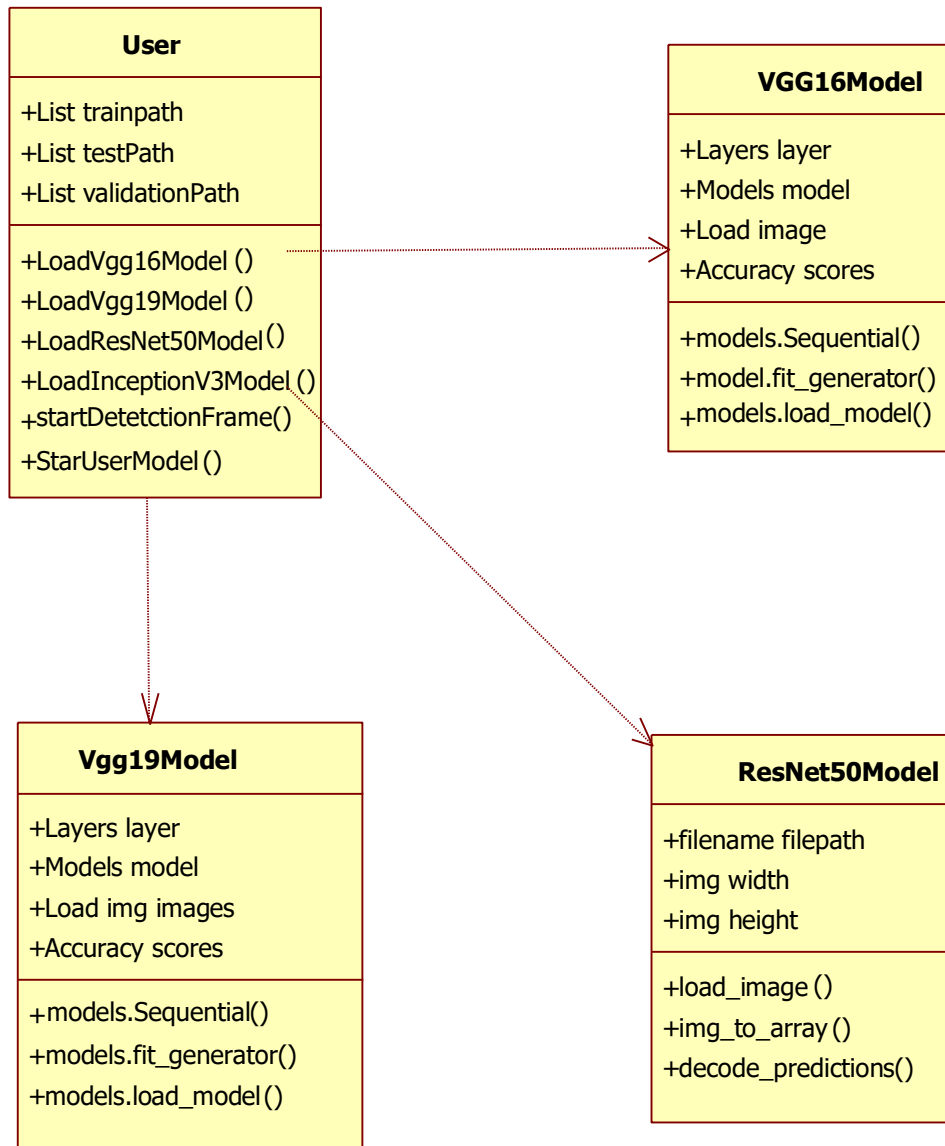 User
+List trainpath
+List testPath
+List validationPath
+LoadVgg16Model()
+LoadVgg19Model()
+LoadResNet50Model()
+LoadInceptionV3Model()
+startDetetctionFrame()
+StarUserModel()
VGG16Model
+Layers layer
+Models model
+Load image
+Accuracy scores
+models.Sequential()
+model.fit_generator()
+models.load_model()
Vgg19Model
+Layers layer
+Models model
+Load img images
+Accuracy scores
+models.Sequential()
+models.fit_generator()
+models.load_model()
ResNet50Model
+filename filepath
+img width
+img height
+load_image()
+img_to_array()
+decode_predictions()